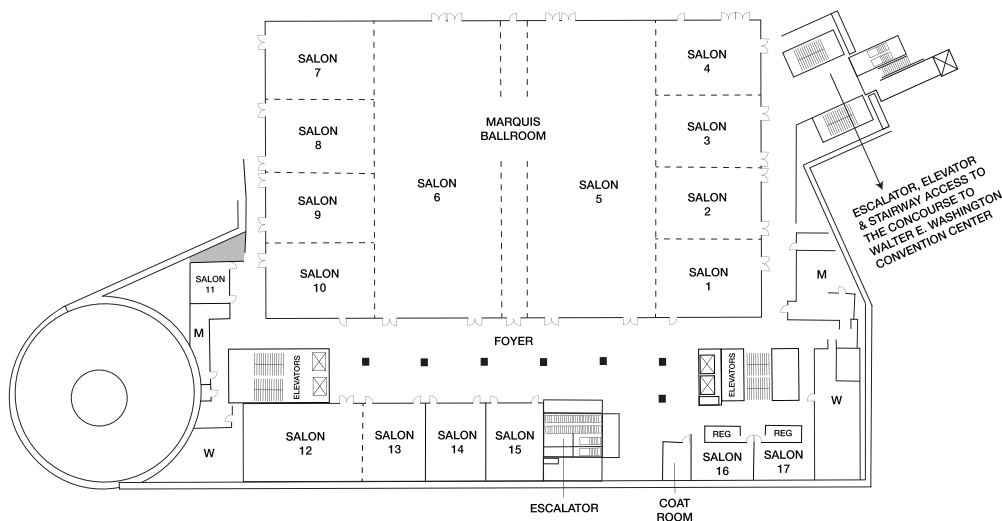 SALON
7
SALON
4
MARQUIS
BALLROOM
SALON
8
SALON
3
SALON
6
SALON
5
SALON
9
SALON
2
ESCALATOR, ELEVATOR
& STAIRWAY ACCESS TO
THE CONCOURSE TO
WALTER E. WASHINGTON
CONVENTION CENTER
SALON
10
SALON
1
SALON
11
M
M
FOYER
ELEVATORS
ELEVATORS
W
W
SALON
12
SALON
13
SALON
14
SALON
15
REG
REG
SALON
16
SALON
17
ESCALATOR
COAT
ROOM